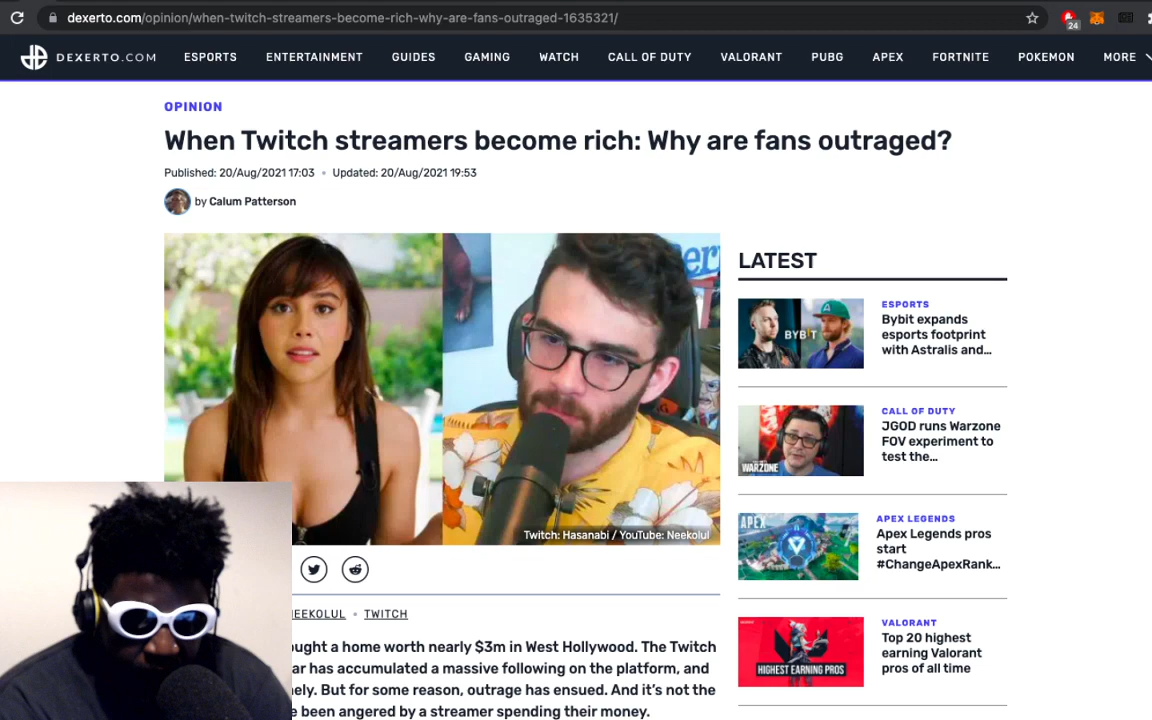 dexerto.com/opinion/when-twitch-streamers-become-rich-why-are-fans-outraged-1635321/
24
DEXERTO.COM ESPORTS ENTERTAINMENT GUIDES GAMING WATCH CALL OF DUTY VALORANT PUBG APEX FORTNITE POKEMON MORE
OPINION
When Twitch streamers become rich: Why are fans outraged?
Published: 20/Aug/2021 17:03 • Updated: 20/Aug/2021 19:53
by Calum Patterson
Twitch: Hasanabi / YouTube: Neekolul
EEKOLUL • TWITCH
ought a home worth nearly $3m in West Hollywood. The Twitch
ar has accumulated a massive following on the platform, and
nely. But for some reason, outrage has ensued. And it's not the
e been angered by a streamer spending their money.
LATEST
BYBIT
ESPORTS
Bybit expands
esports footprint
with Astralis and...
WARZONE
CALL OF DUTY
JGOD runs Warzone
FOV experiment to
test the...
APEX
APEX LEGENDS
Apex Legends pros
start
#ChangeApexRank...
HIGHEST EARNING PROS
VALORANT
Top 20 highest
earning Valorant
pros of all time